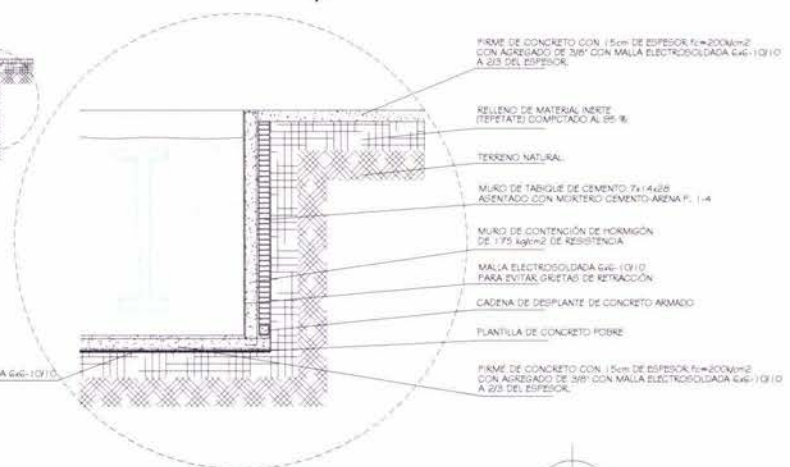 FIRME DE CONCRETO CON 15cm DE ESPESOR, f'c=200k/cm2
CON AGREGADO DE 3/8" CON MALLA ELECTROSOLDADA 6x6-10/10
A 2/3 DEL ESPESOR.
RELLENO DE MATERIAL INERTE
(TEPETATE) COMPCTADO AL 95 %
TERRENO NATURAL.
MURO DE TABIQUE DE CEMENTO. 7x14x28
ASENTADO CON MORTERO CEMENTO-ARENA P. 1-4
MURO DE CONTENCIÓN DE HORMIGÓN
DE 175 kg/cm2 DE RESISTENCIA
MALLA ELECTROSOLDADA 6x6-10/10
PARA EVITAR GRIETAS DE RETRACCIÓN
CADENA DE DESPLANTE DE CONCRETO ARMADO
PLANTILLA DE CONCRETO POBRE
A 6x6-10/10
FIRME DE CONCRETO CON 15cm DE ESPESOR, f'c=200k/cm2
CON AGREGADO DE 3/8" CON MALLA ELECTROSOLDADA 6x6-10/10
A 2/3 DEL ESPESOR.